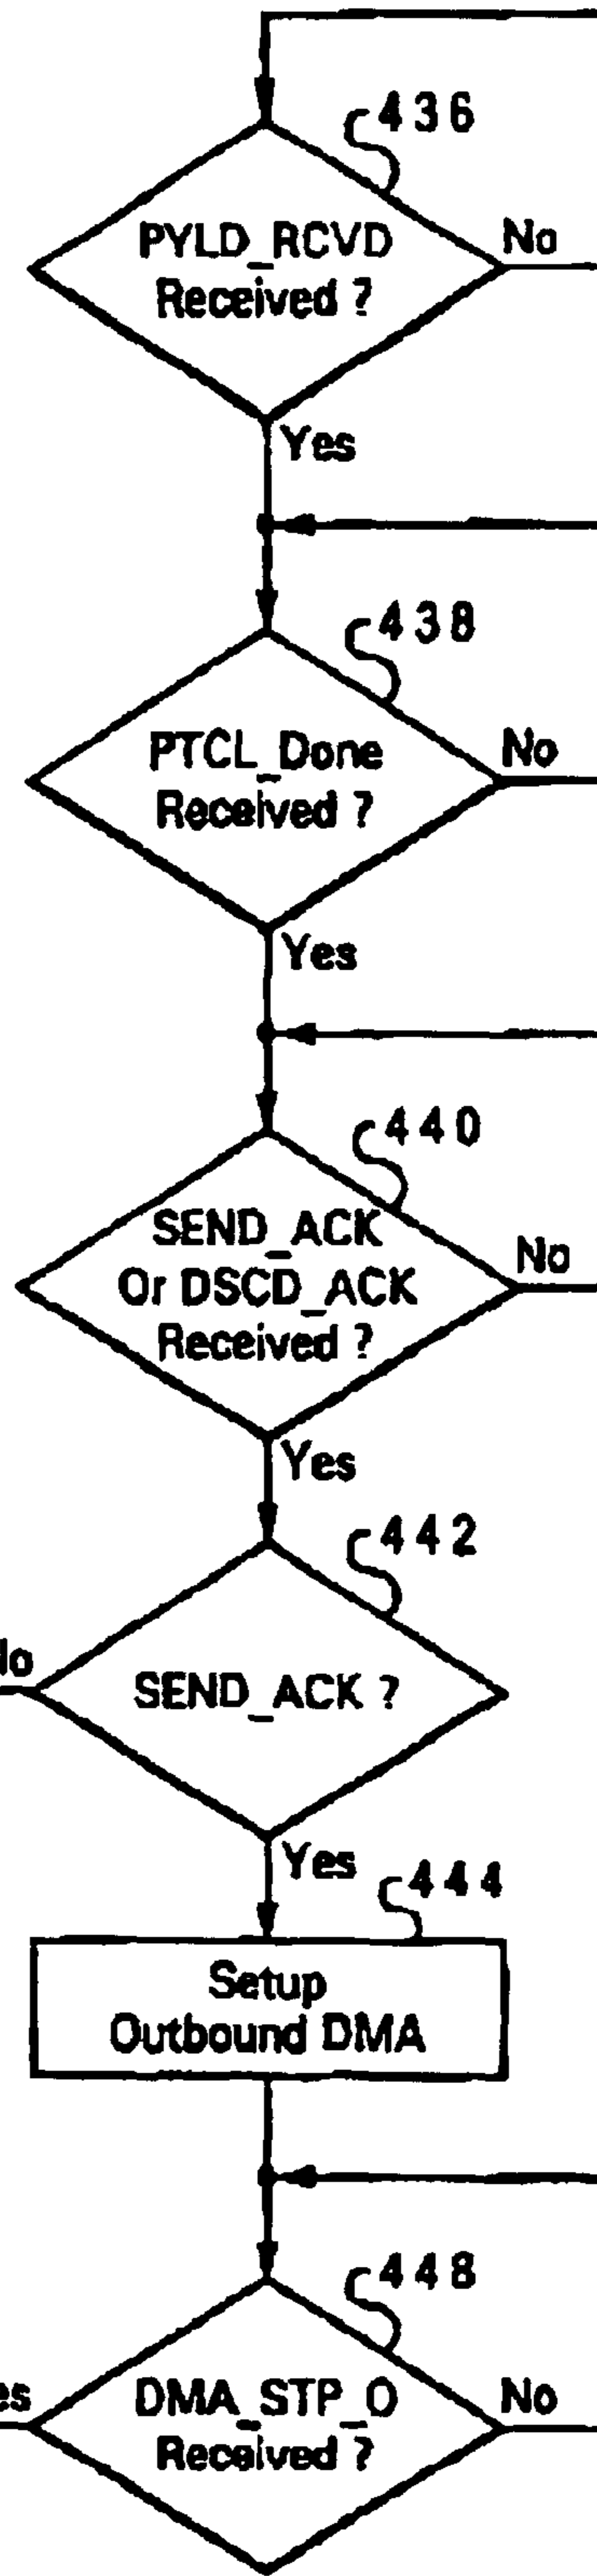 436
PYLD_RCVD
Received ?
No
Yes
438
PTCL_Done
Received ?
No
Yes
440
SEND_ACK
Or DSCD_ACK
Received ?
No
Yes
442
SEND_ACK ?
Yes
444
Setup
Outbound DMA
448
DMA_STP_O
Received ?
No